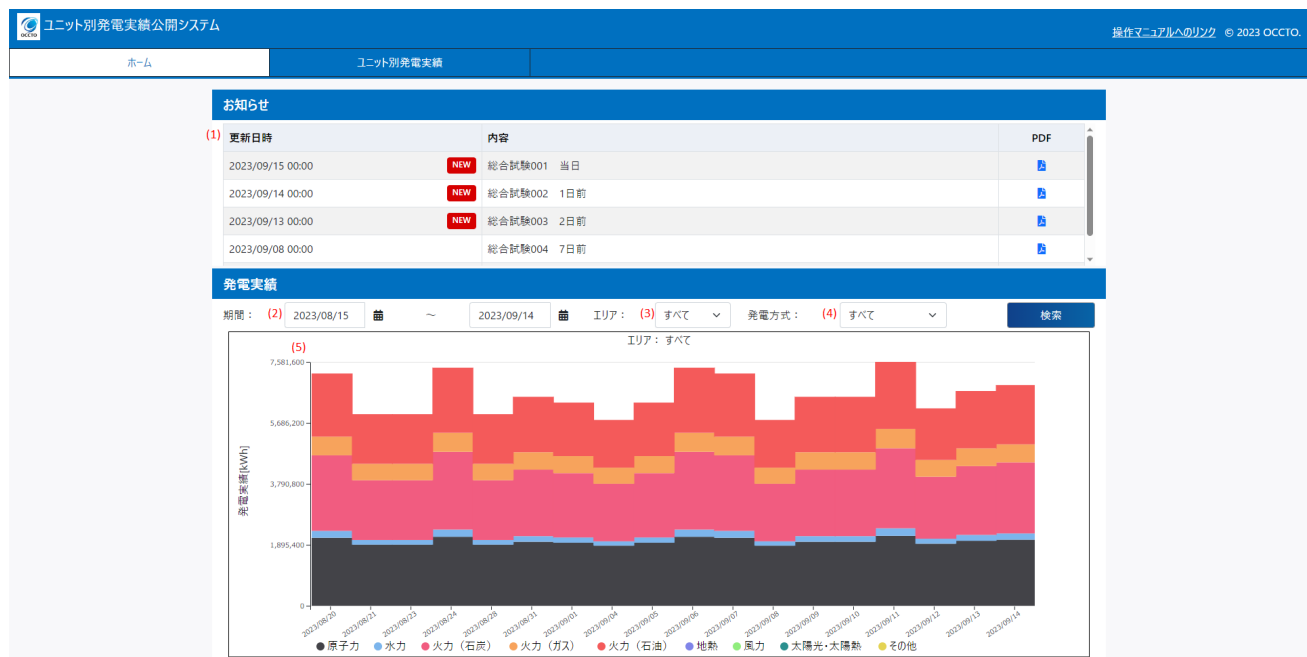 OCCTO ユニット別発電実績公開システム
操作マニュアルへのリンク © 2023 OCCTO.
ホーム ユニット別発電実績
お知らせ
(1) 更新日時 内容 PDF
2023/09/15 00:00 NEW 総合試験001 当日
2023/09/14 00:00 NEW 総合試験002 1日前
2023/09/13 00:00 NEW 総合試験003 2日前
2023/09/08 00:00 総合試験004 7日前
発電実績
期間： (2) 2023/08/15 ～ 2023/09/14 エリア： (3) すべて 発電方式： (4) すべて 検索
エリア： すべて
(5)
7,581,600
5,686,200
3,790,800
1,895,400
0
発電実績[kWh]
2023/08/20 2023/08/21 2023/08/23 2023/08/24 2023/08/28 2023/08/31 2023/09/01 2023/09/04 2023/09/05 2023/09/06 2023/09/07 2023/09/08 2023/09/09 2023/09/10 2023/09/11 2023/09/12 2023/09/13 2023/09/14
原子力 水力 火力（石炭） 火力（ガス） 火力（石油） 地熱 風力 太陽光・太陽熱 その他